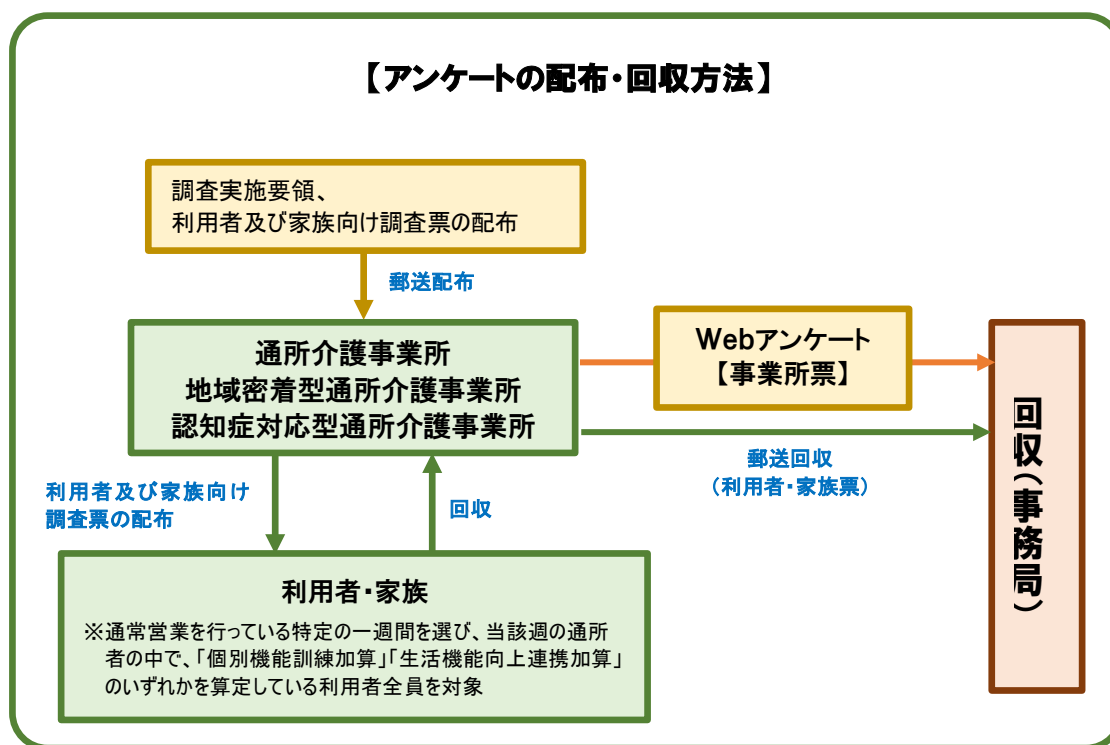 【アンケートの配布・回収方法】
調査実施要領、
利用者及び家族向け調査票の配布
郵送配布
通所介護事業所
地域密着型通所介護事業所
認知症対応型通所介護事業所
Webアンケート
【事業所票】
回収(事務局)
郵送回収
(利用者・家族票)
利用者及び家族向け
調査票の配布
回収
利用者・家族
※通常営業を行っている特定の一週間を選び、当該週の通所
者の中で、「個別機能訓練加算」「生活機能向上連携加算」
のいずれかを算定している利用者全員を対象